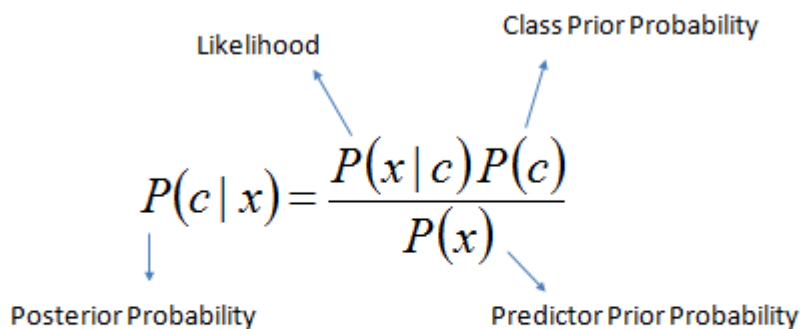 Likelihood
Class Prior Probability
P(c | x) = P(x | c)P(c)
P(x)
Posterior Probability
Predictor Prior Probability